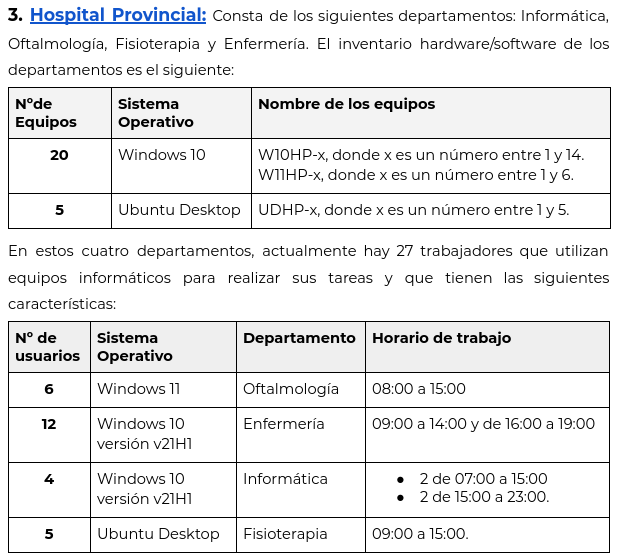 3. Hospital Provincial: Consta de los siguientes departamentos: Informática,
Oftalmología, Fisioterapia y Enfermería. El inventario hardware/software de los
departamentos es el siguiente:
Nºde Equipos
Sistema Operativo
Nombre de los equipos
20
Windows 10
W10HP-x, donde x es un número entre 1 y 14.
W11HP-x, donde x es un número entre 1 y 6.
5
Ubuntu Desktop
UDHP-x, donde x es un número entre 1 y 5.
En estos cuatro departamentos, actualmente hay 27 trabajadores que utilizan
equipos informáticos para realizar sus tareas y que tienen las siguientes
características:
Nº de usuarios
Sistema Operativo
Departamento
Horario de trabajo
6
Windows 11
Oftalmología
08:00 a 15:00
12
Windows 10
versión v21H1
Enfermería
09:00 a 14:00 y de 16:00 a 19:00
4
Windows 10
versión v21H1
Informática
● 2 de 07:00 a 15:00
● 2 de 15:00 a 23:00.
5
Ubuntu Desktop
Fisioterapia
09:00 a 15:00.